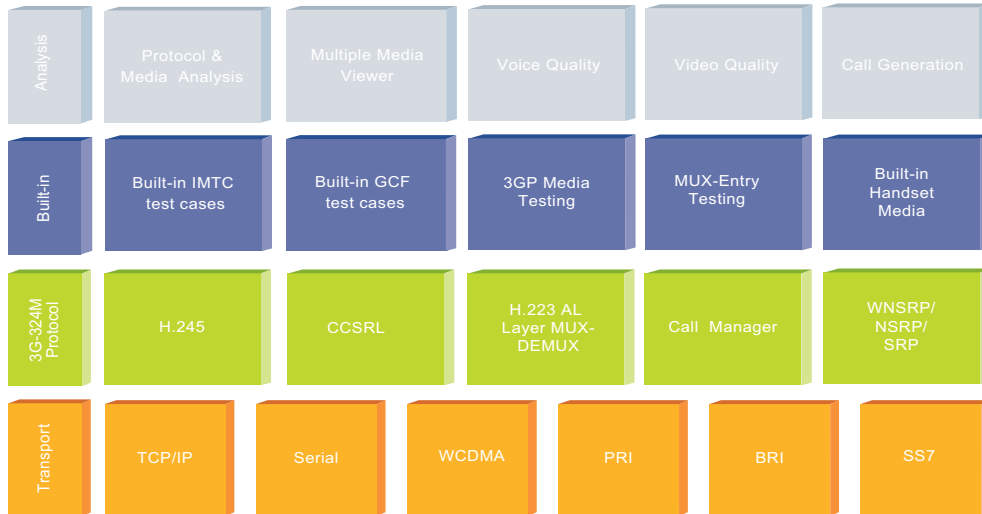 Analysis
Protocol &
Media Analysis
Multiple Media
Viewer
Voice Quality
Video Quality
Call Generation
Built-in
Built-in IMTC
test cases
Built-in GCF
test cases
3GP Media
Testing
MUX-Entry
Testing
Built-in
Handset
Media
3G-324M
Protocol
H.245
CCSRL
H.223 AL
Layer MUX-
DEMUX
Call Manager
WNSRP/
NSRP/
SRP
Transport
TCP/IP
Serial
WCDMA
PRI
BRI
SS7